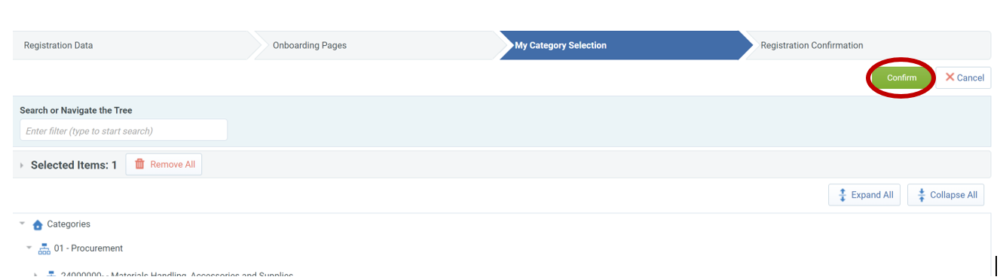 Registration Data Onboarding Pages My Category Selection Registration Confirmation
Confirm Cancel
Search or Navigate the Tree
Enter filter (type to start search)
Selected Items: 1 Remove All
Expand All Collapse All
Categories
01 - Procurement
24000000- - Materials Handling, Accessories and Supplies